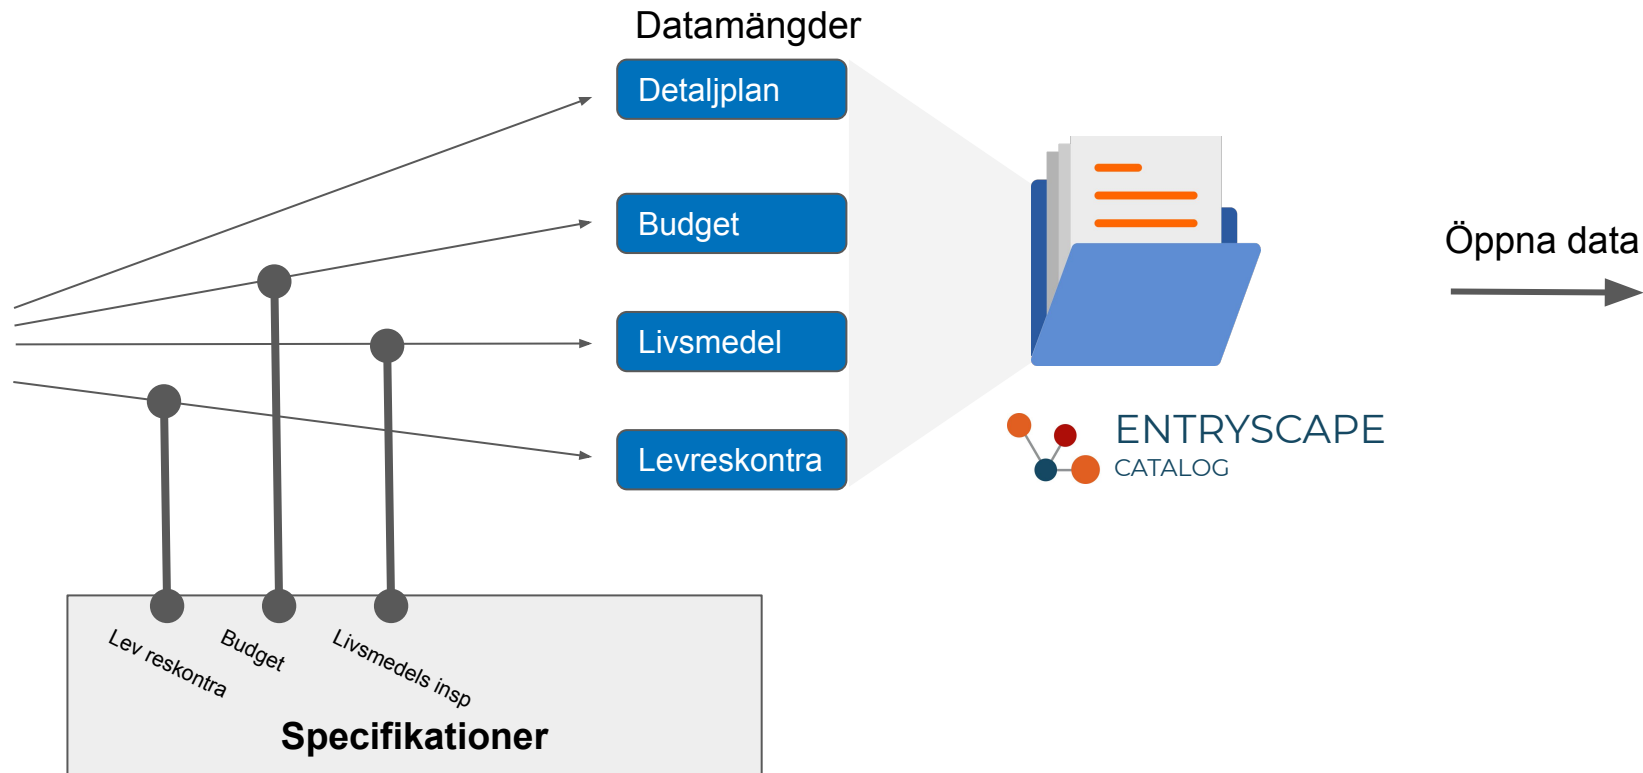 Datamängder
Detaljplan
Budget
Livsmedel
Levreskontra
Öppna data
ENTRYSCAPE
CATALOG
Lev reskontra
Budget
Livsmedels insp
Specifikationer